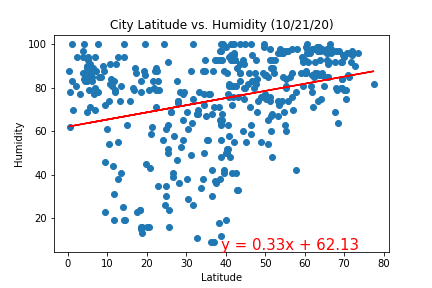 City Latitude vs. Humidity (10/21/20)
100
80
60
40
20
Humidity
y = 0.33x + 62.13
0 10 20 30 40 50 60 70 80
Latitude